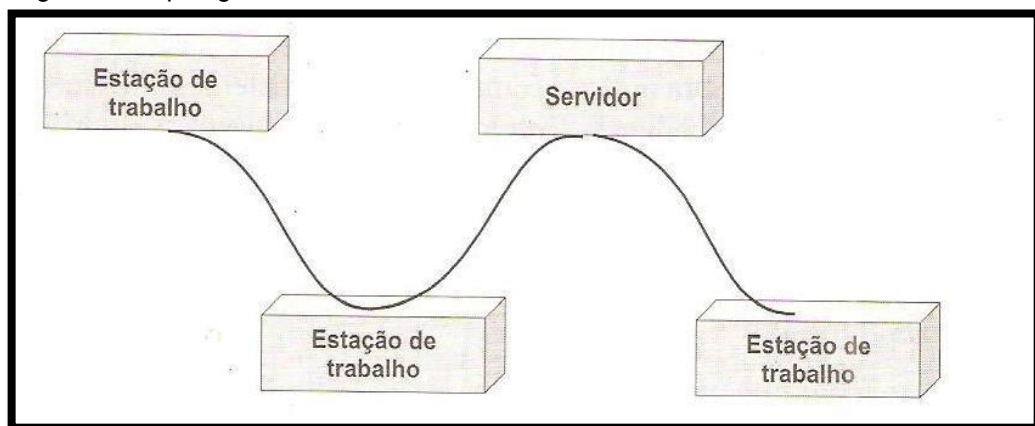 Estação de
trabalho
Servidor
Estação de
trabalho
Estação de
trabalho